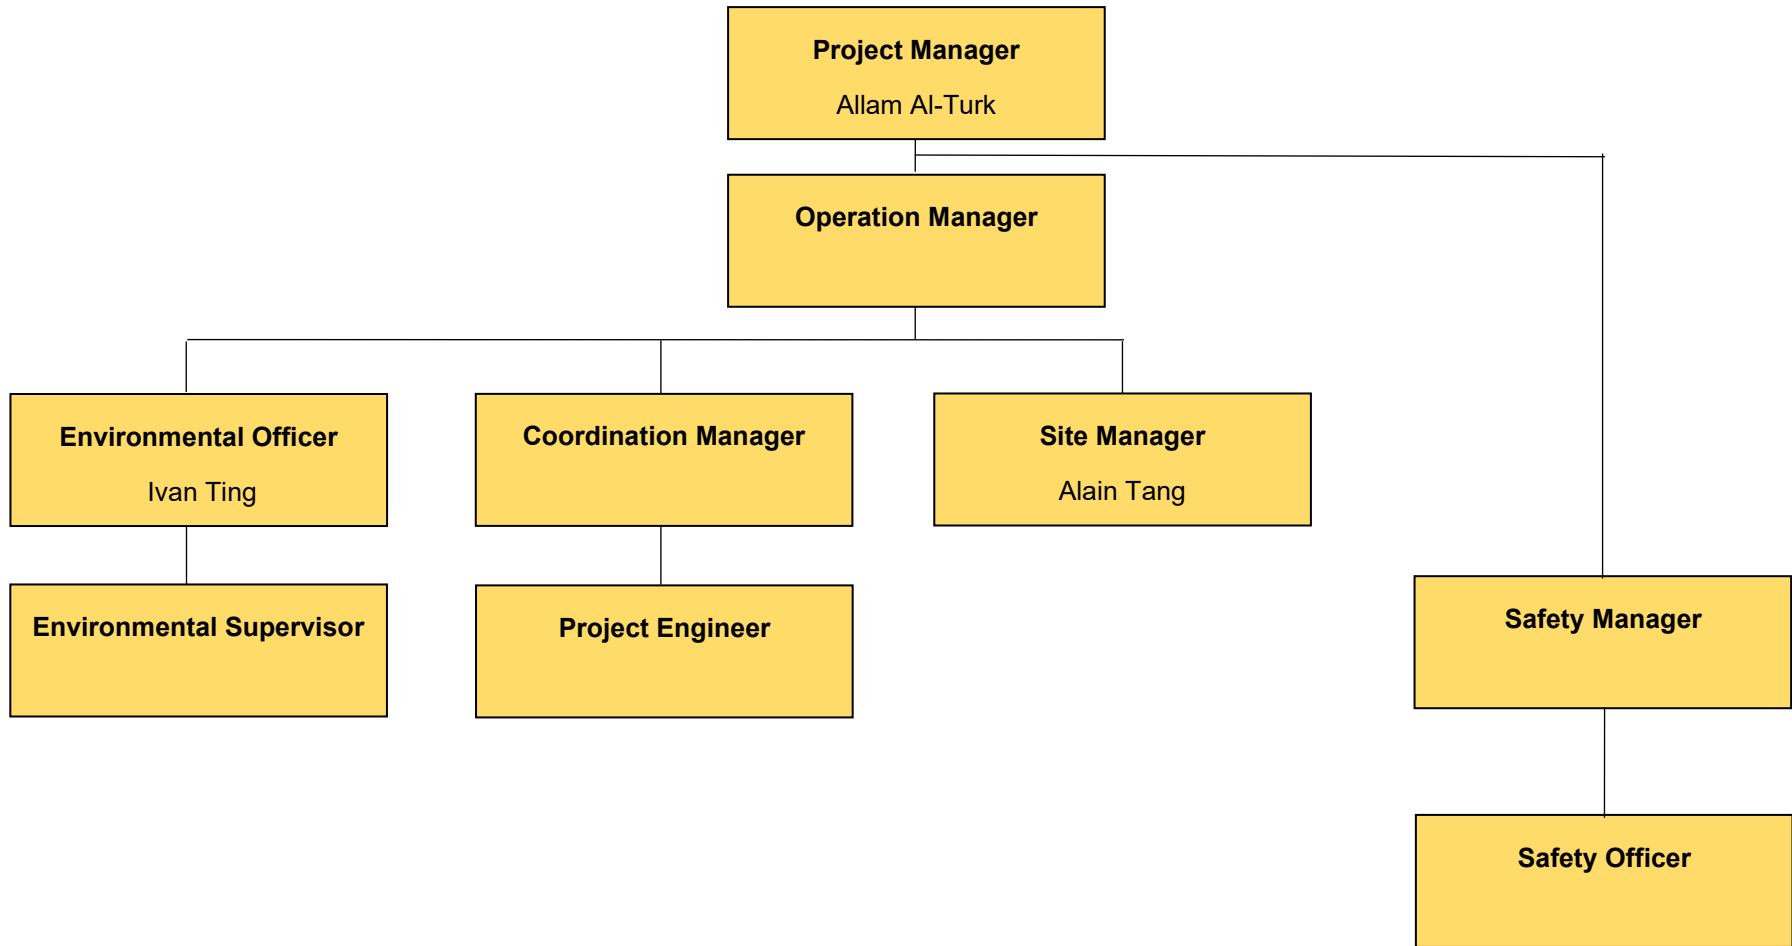 Project Manager
Allam Al-Turk
Operation Manager
Environmental Officer
Ivan Ting
Coordination Manager
Site Manager
Alain Tang
Environmental Supervisor
Project Engineer
Safety Manager
Safety Officer